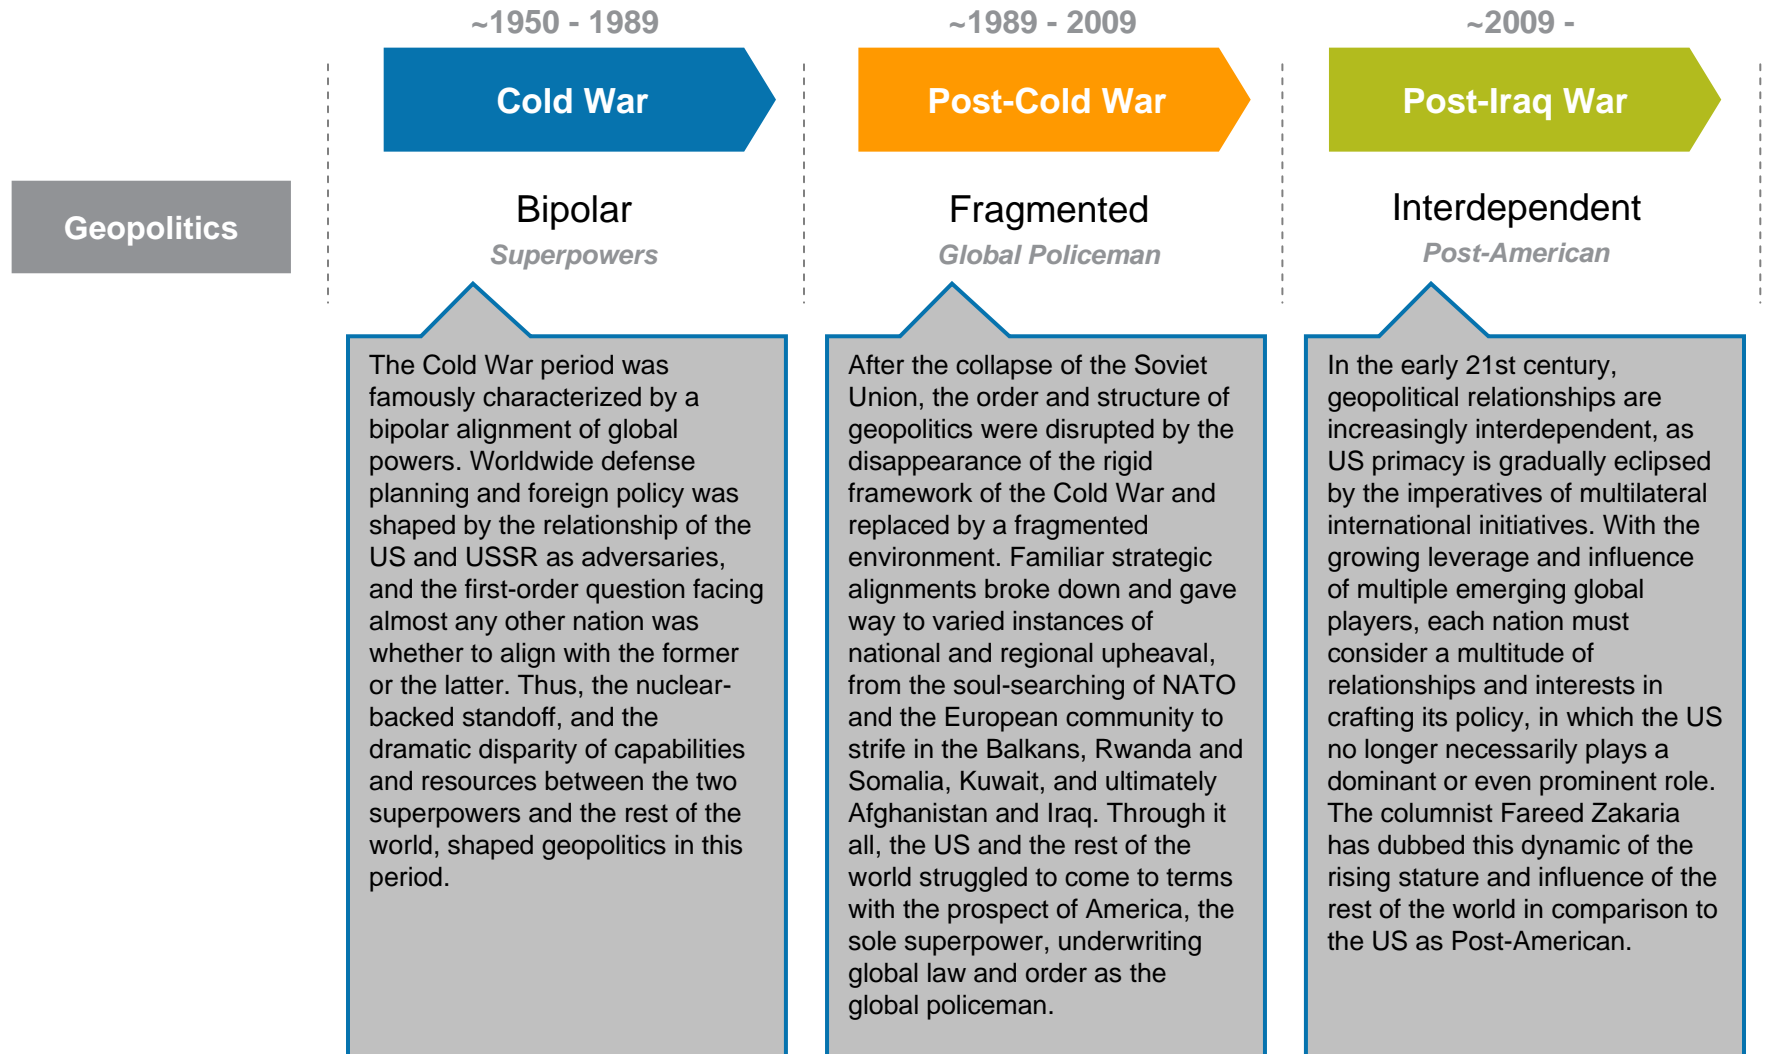 ~1950 - 1989
~1989 - 2009
~2009 -
Cold War
Post-Cold War
Post-Iraq War
Geopolitics
Bipolar
Superpowers
Fragmented
Global Policeman
Interdependent
Post-American
The Cold War period was
famously characterized by a
bipolar alignment of global
powers. Worldwide defense
planning and foreign policy was
shaped by the relationship of the
US and USSR as adversaries,
and the first-order question facing
almost any other nation was
whether to align with the former
or the latter. Thus, the nuclear-
backed standoff, and the
dramatic disparity of capabilities
and resources between the two
superpowers and the rest of the
world, shaped geopolitics in this
period.
After the collapse of the Soviet
Union, the order and structure of
geopolitics were disrupted by the
disappearance of the rigid
framework of the Cold War and
replaced by a fragmented
environment. Familiar strategic
alignments broke down and gave
way to varied instances of
national and regional upheaval,
from the soul-searching of NATO
and the European community to
strife in the Balkans, Rwanda and
Somalia, Kuwait, and ultimately
Afghanistan and Iraq. Through it
all, the US and the rest of the
world struggled to come to terms
with the prospect of America, the
sole superpower, underwriting
global law and order as the
global policeman.
In the early 21st century,
geopolitical relationships are
increasingly interdependent, as
US primacy is gradually eclipsed
by the imperatives of multilateral
international initiatives. With the
growing leverage and influence
of multiple emerging global
players, each nation must
consider a multitude of
relationships and interests in
crafting its policy, in which the US
no longer necessarily plays a
dominant or even prominent role.
The columnist Fareed Zakaria
has dubbed this dynamic of the
rising stature and influence of the
rest of the world in comparison to
the US as Post-American.